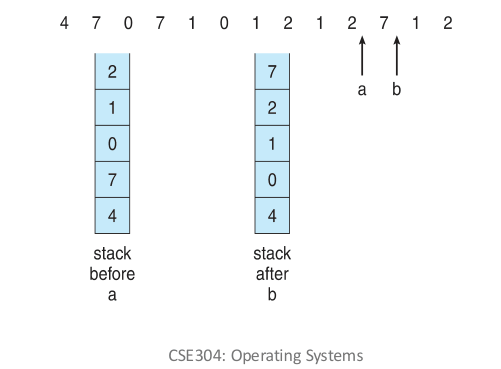 4 7 0 7 1 0 1 2 1 2 7 1 2
a b
2 7
1 2
0 1
7 0
4 4
stack before a
stack after b
CSE304: Operating Systems